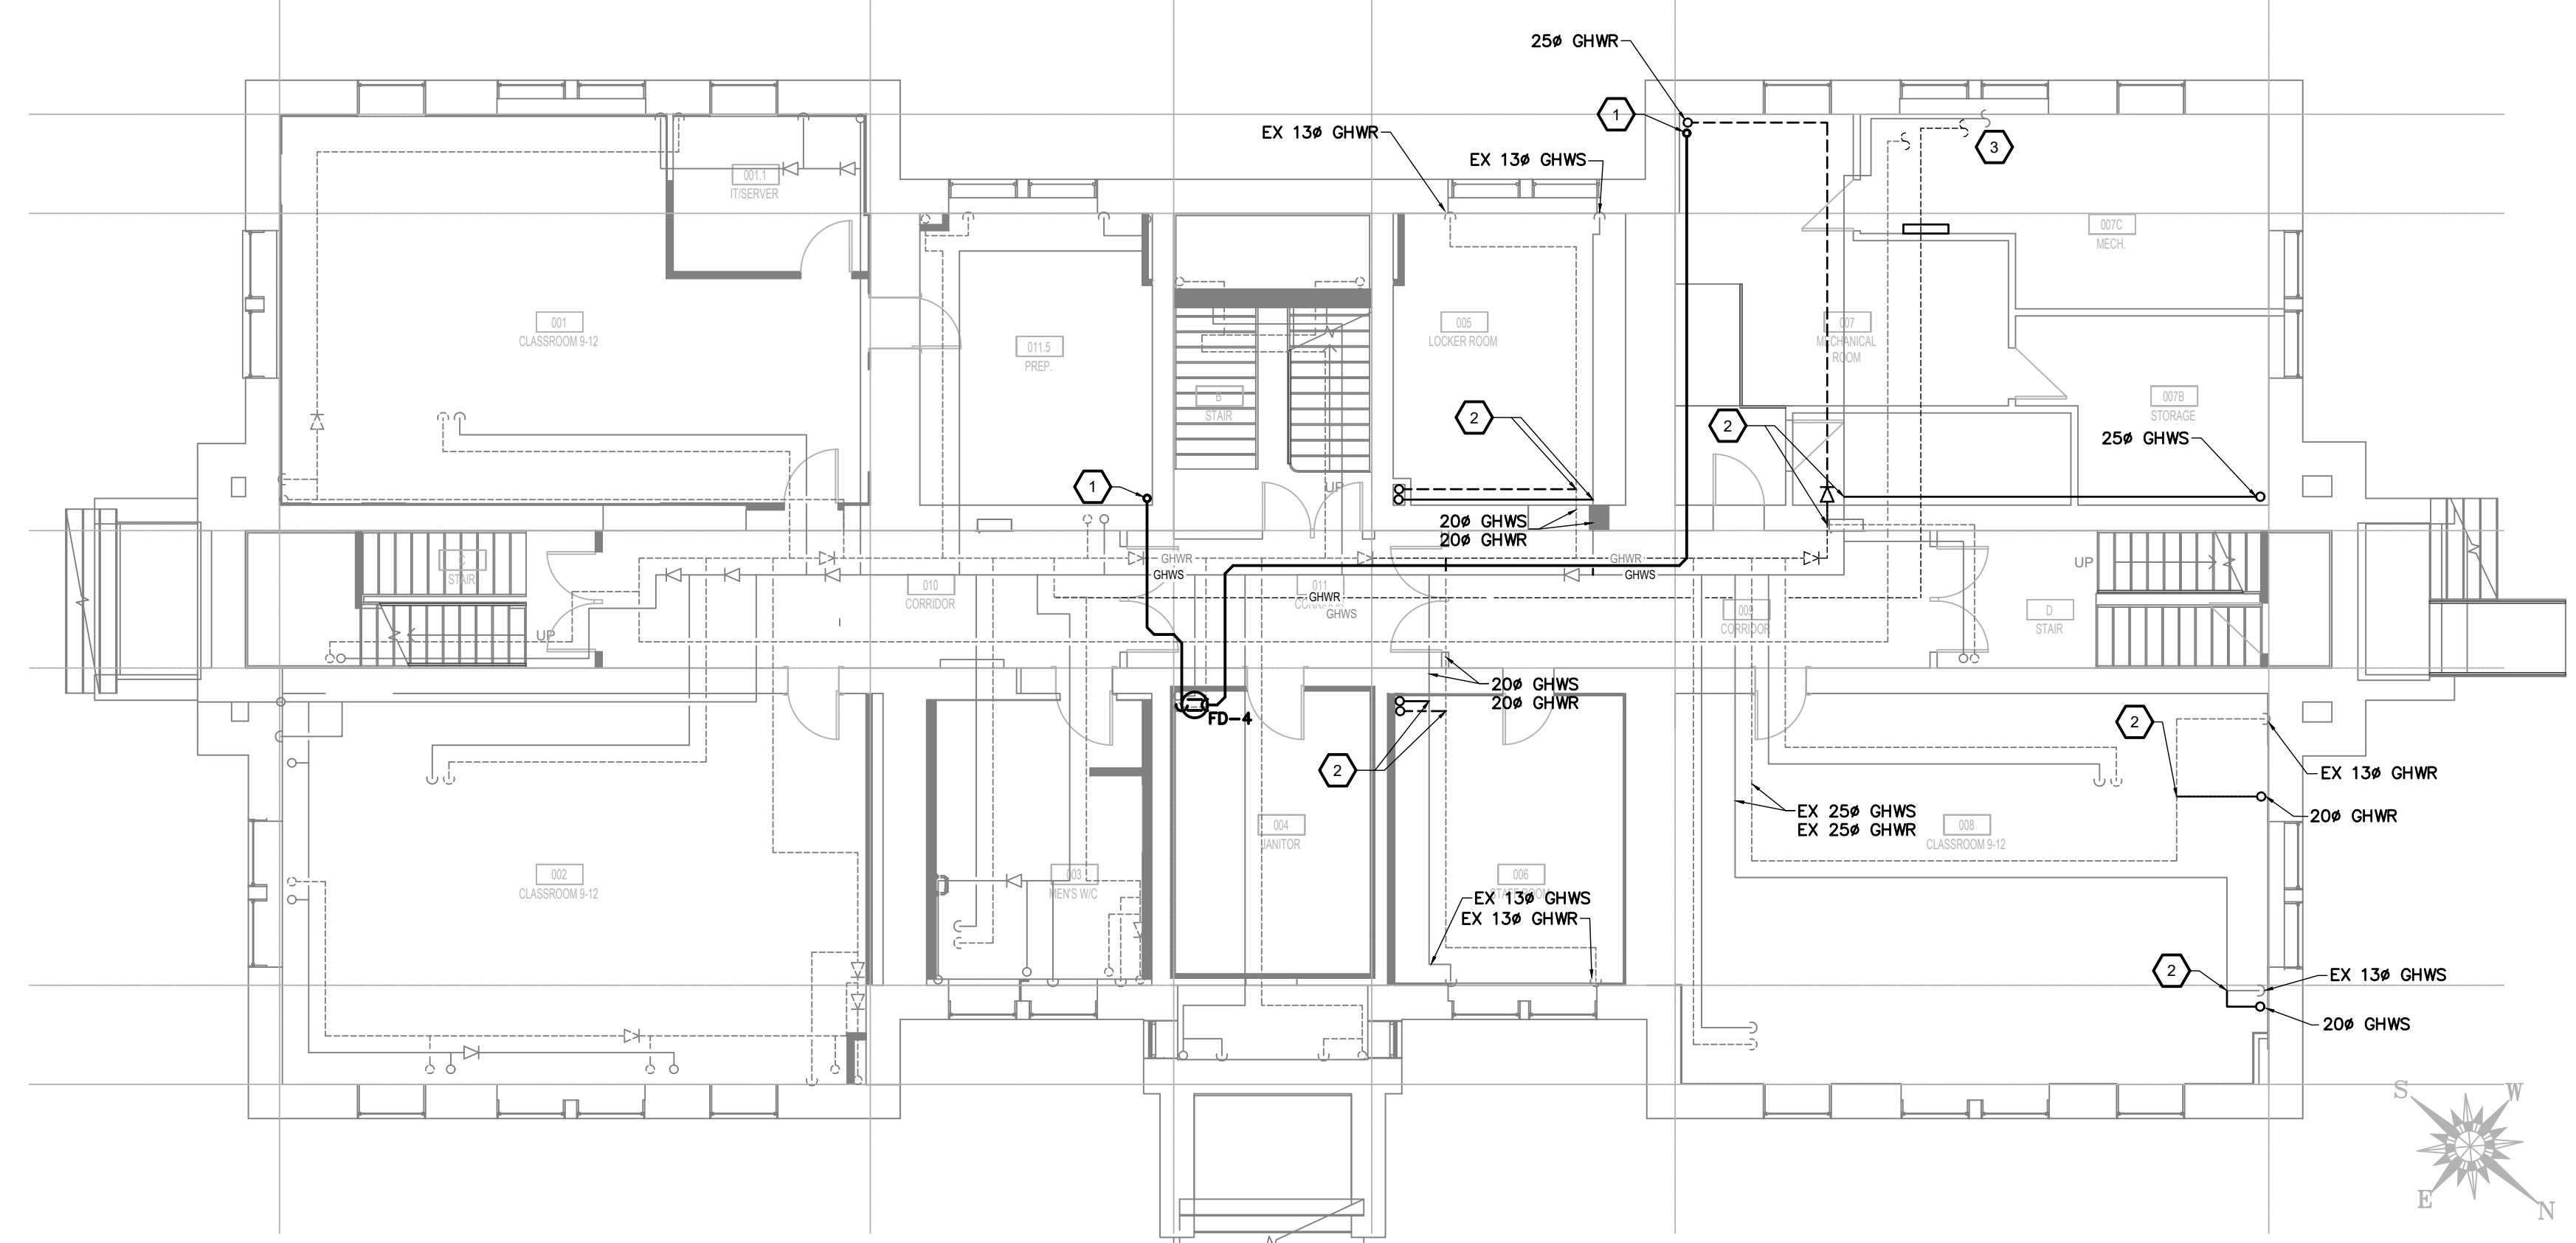 25ø GHWR
1
EX 13ø GHWR
EX 13ø GHWS
3
001.1
IT/SERVER
007C
MECH.
001
CLASSROOM 9-12
011.5
PREP.
005
LOCKER ROOM
007
MECHANICAL
ROOM
B
STAIR
007B
STORAGE
2
2
25ø GHWS
1
UP
20ø GHWS
20ø GHWR
C
STAIR
GHWR
GHWS
GHWR
GHWS
UP
010
CORRIDOR
011
GHWR
GHWS
009
CORRIDOR
D
STAIR
UP
20ø GHWS
20ø GHWR
FD-4
2
2
EX 13ø GHWR
20ø GHWR
EX 25ø GHWS
EX 25ø GHWR
008
CLASSROOM 9-12
004
JANITOR
002
CLASSROOM 9-12
003
MEN'S W/C
006
EX 13ø GHWS
EX 13ø GHWR
2
EX 13ø GHWS
20ø GHWS
S
W
E
N